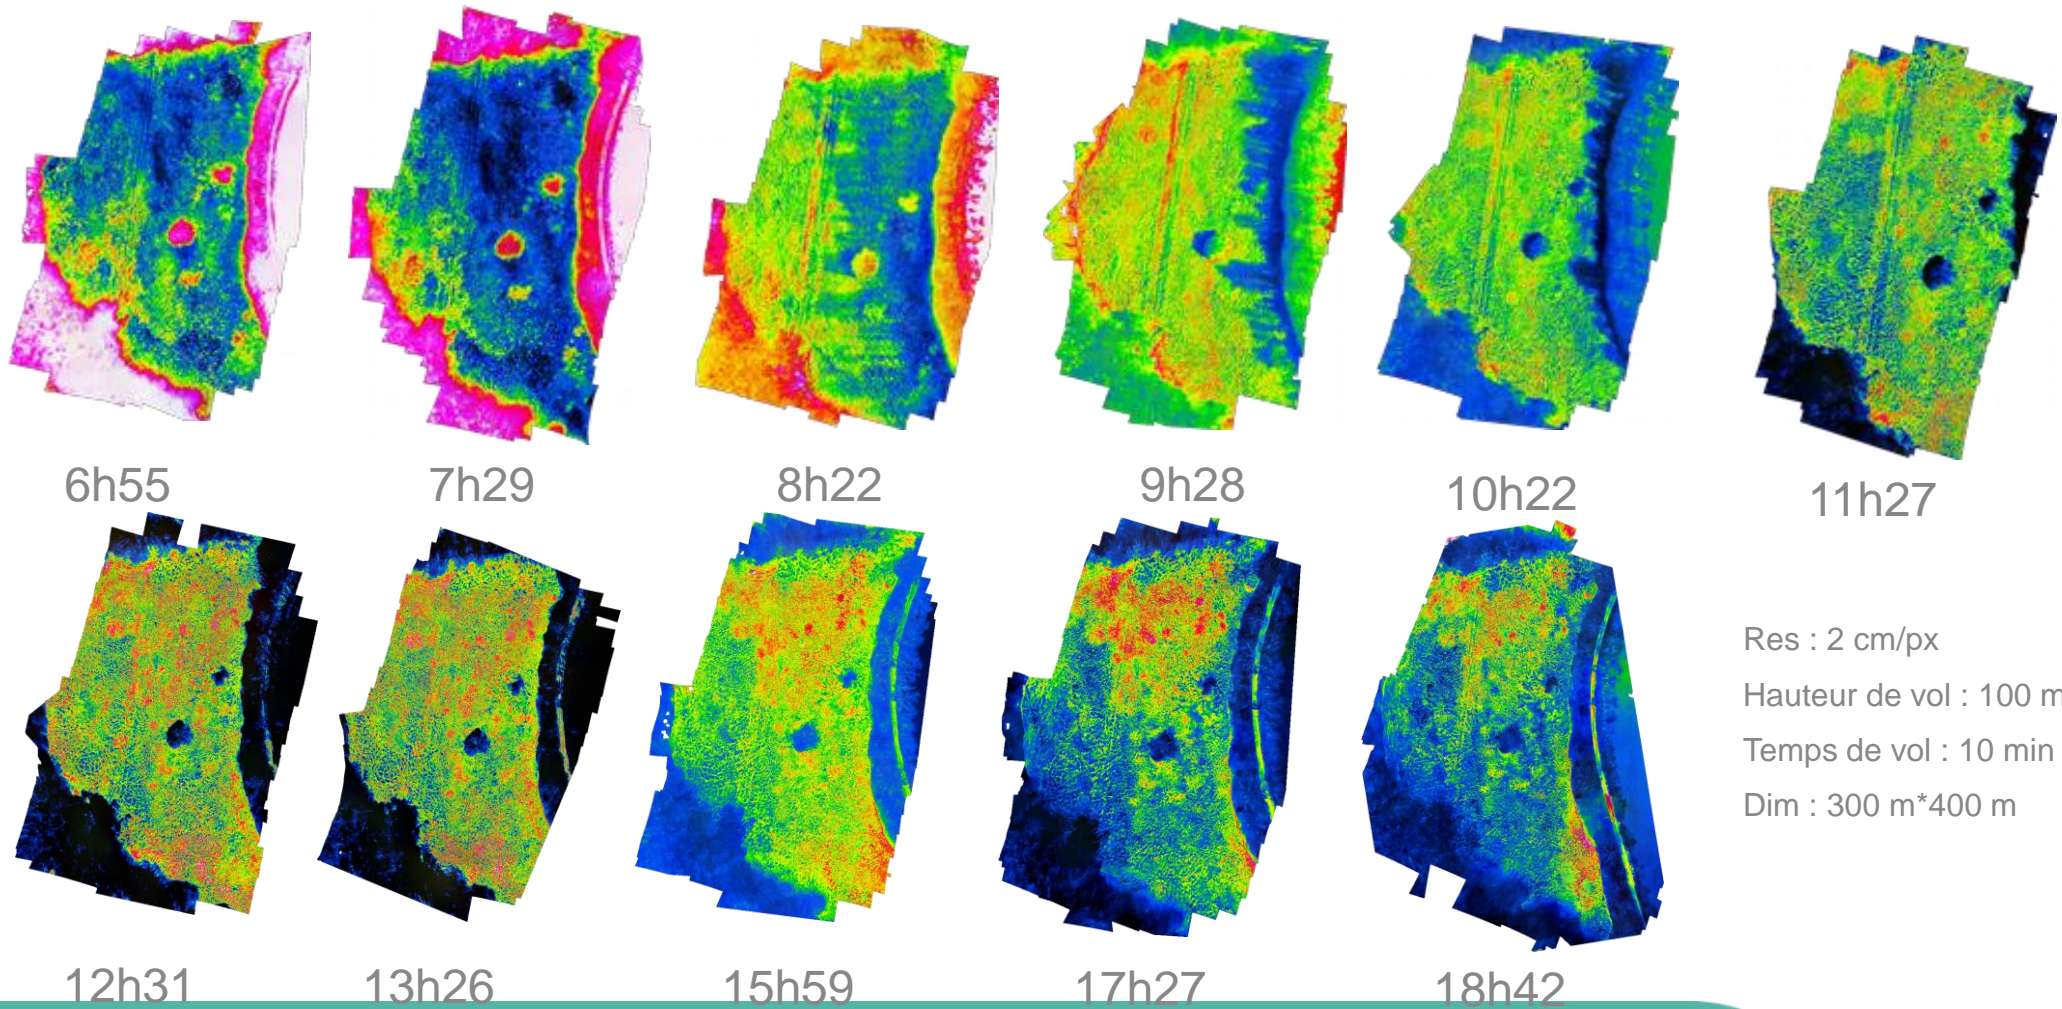 6h55
7h29
8h22
9h28
10h22
11h27
12h31
13h26
15h59
17h27
18h42
Res : 2 cm/px
Hauteur de vol : 100 m
Temps de vol : 10 min
Dim : 300 m*400 m